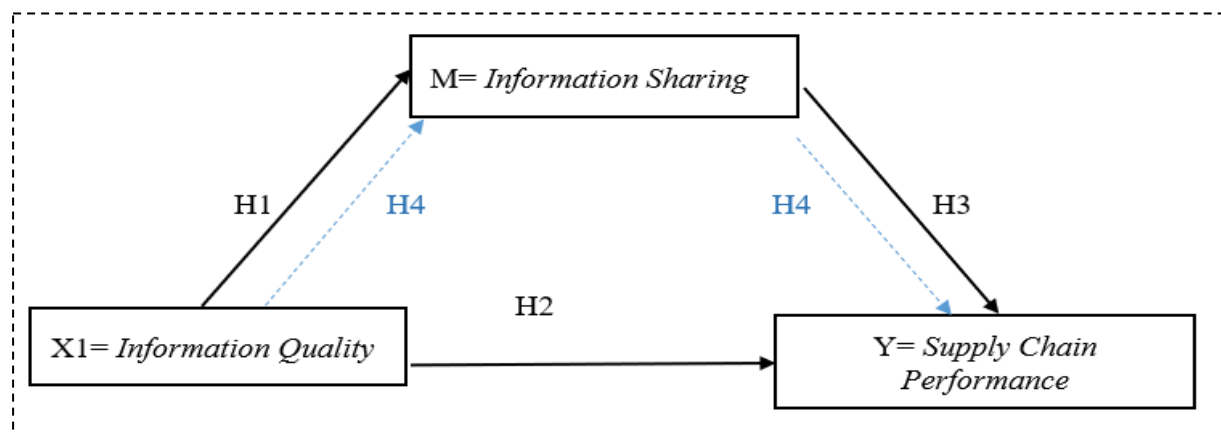 M= Information Sharing
H1
H4
H4
H3
H2
X1= Information Quality
Y= Supply Chain
Performance